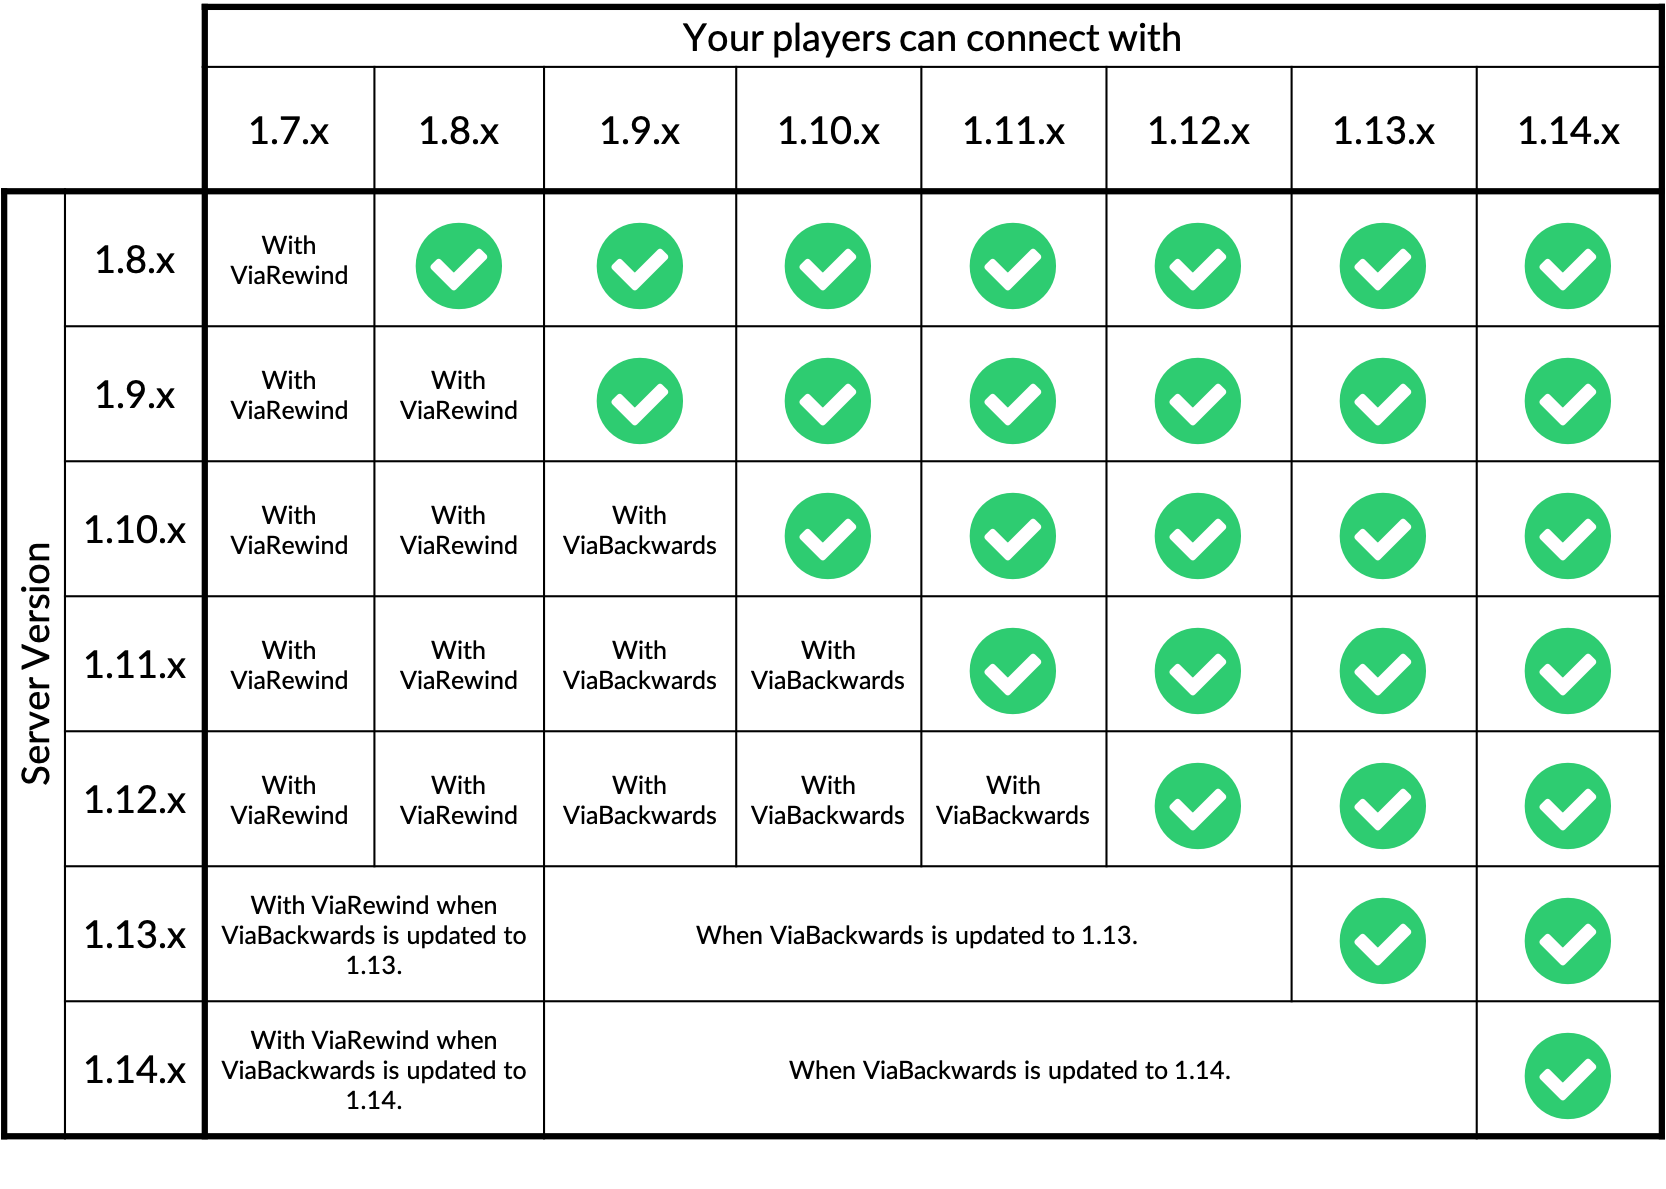 Your players can connect with
1.7.x 1.8.x 1.9.x 1.10.x 1.11.x 1.12.x 1.13.x 1.14.x
Server Version
1.8.x
With
ViaRewind
1.9.x
With
ViaRewind
With
ViaRewind
1.10.x
With
ViaRewind
With
ViaRewind
With
ViaBackwards
1.11.x
With
ViaRewind
With
ViaRewind
With
ViaBackwards
With
ViaBackwards
1.12.x
With
ViaRewind
With
ViaRewind
With
ViaBackwards
With
ViaBackwards
With
ViaBackwards
1.13.x
With ViaRewind when
ViaBackwards is updated to
1.13.
When ViaBackwards is updated to 1.13.
1.14.x
With ViaRewind when
ViaBackwards is updated to
1.14.
When ViaBackwards is updated to 1.14.